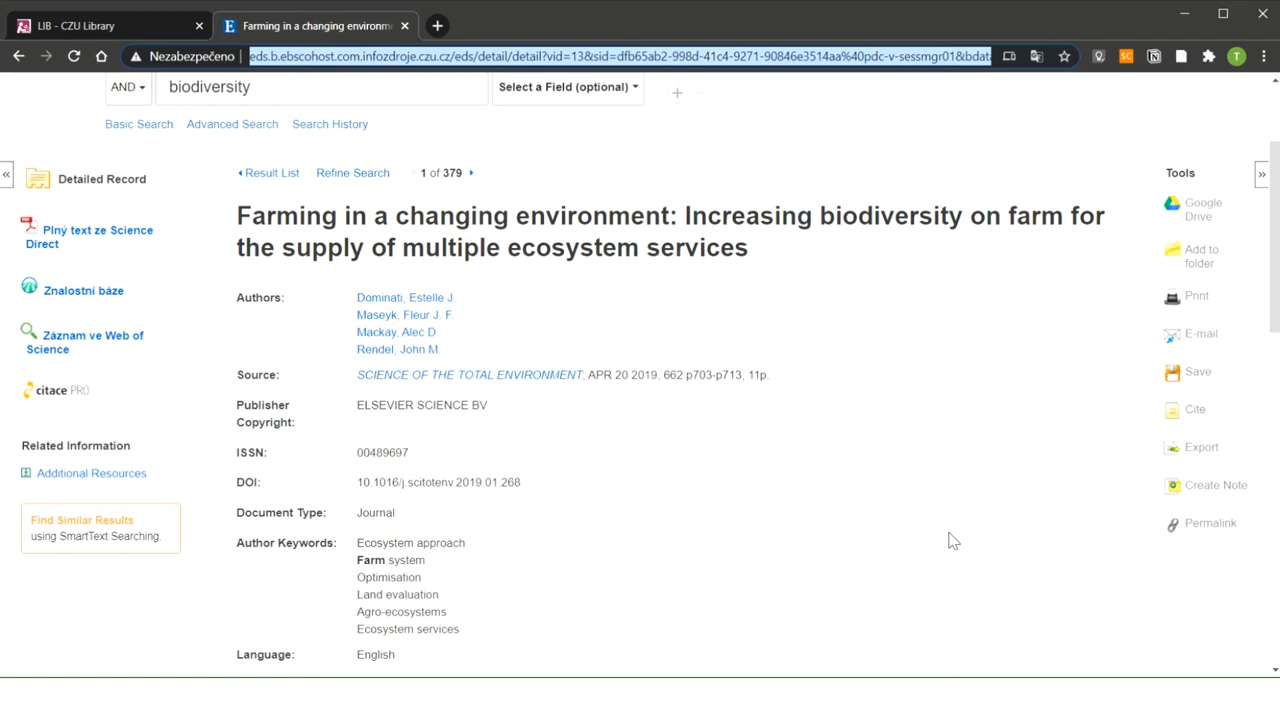 LIB - CZU Library
Farming in a changing environm
Nezabezpečeno
eds.b.ebscohost.com.infozdroje.czu.cz/eds/detail/detail?vid=13&sid=dfb65ab2-998d-41c4-9271-90846e3514aa%40pdc-v-sessmgr01&bdata
SC
T
AND
biodiversity
Select a Field (optional)
Basic Search
Advanced Search
Search History
Detailed Record
Result List
Refine Search
1 of 379
Tools
Farming in a changing environment: Increasing biodiversity on farm for
the supply of multiple ecosystem services
Plný text ze Science
Direct
Znalostní báze
Záznam ve Web of
Science
citace PRO
Related Information
Additional Resources
Find Similar Results
using SmartText Searching.
Authors:
Dominati, Estelle J.
Maseyk, Fleur J. F.
Mackay, Alec D.
Rendel, John M.
Source:
SCIENCE OF THE TOTAL ENVIRONMENT; APR 20 2019, 662 p703-p713, 11p.
Publisher
Copyright:
ELSEVIER SCIENCE BV
ISSN:
00489697
DOI:
10.1016/j.scitotenv.2019.01.268
Document Type:
Journal
Author Keywords:
Ecosystem approach
Farm system
Optimisation
Land evaluation
Agro-ecosystems
Ecosystem services
Language:
English
Google
Drive
Add to
folder
Print
E-mail
Save
Cite
Export
Create Note
Permalink